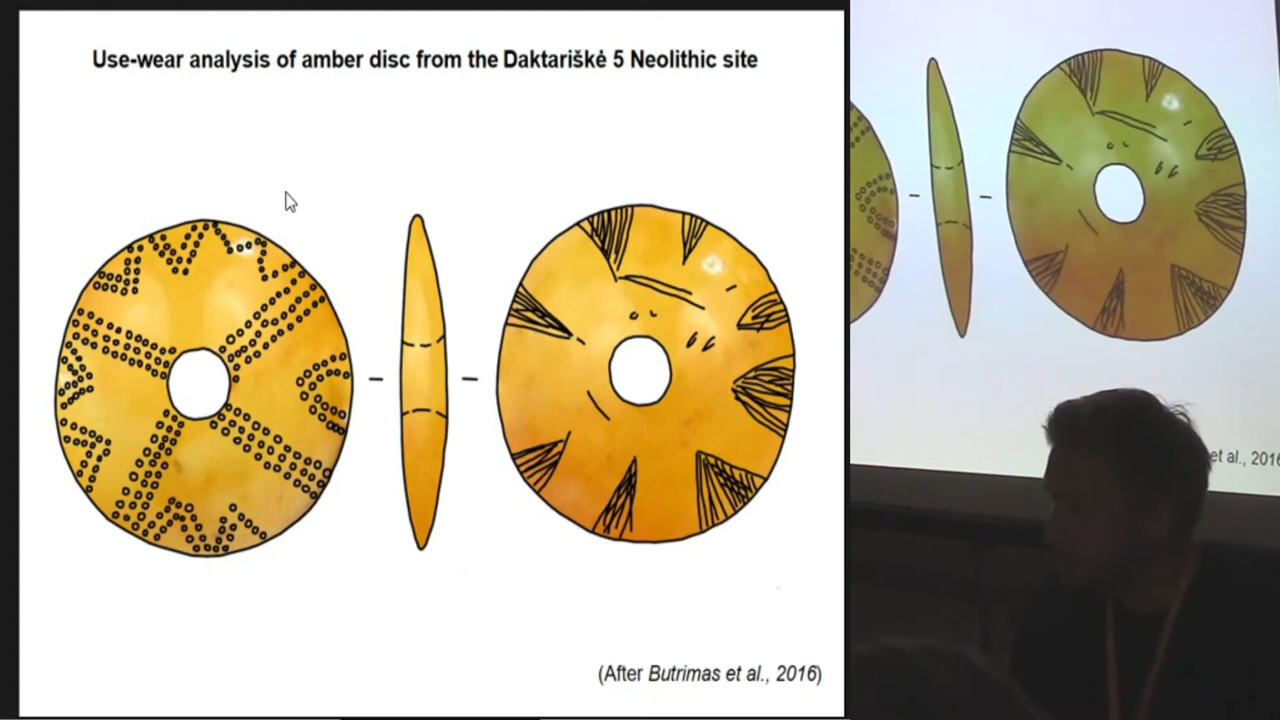 Use-wear analysis of amber disc from the Daktariškė 5 Neolithic site
(After Butrimas et al., 2016)
et al., 2016